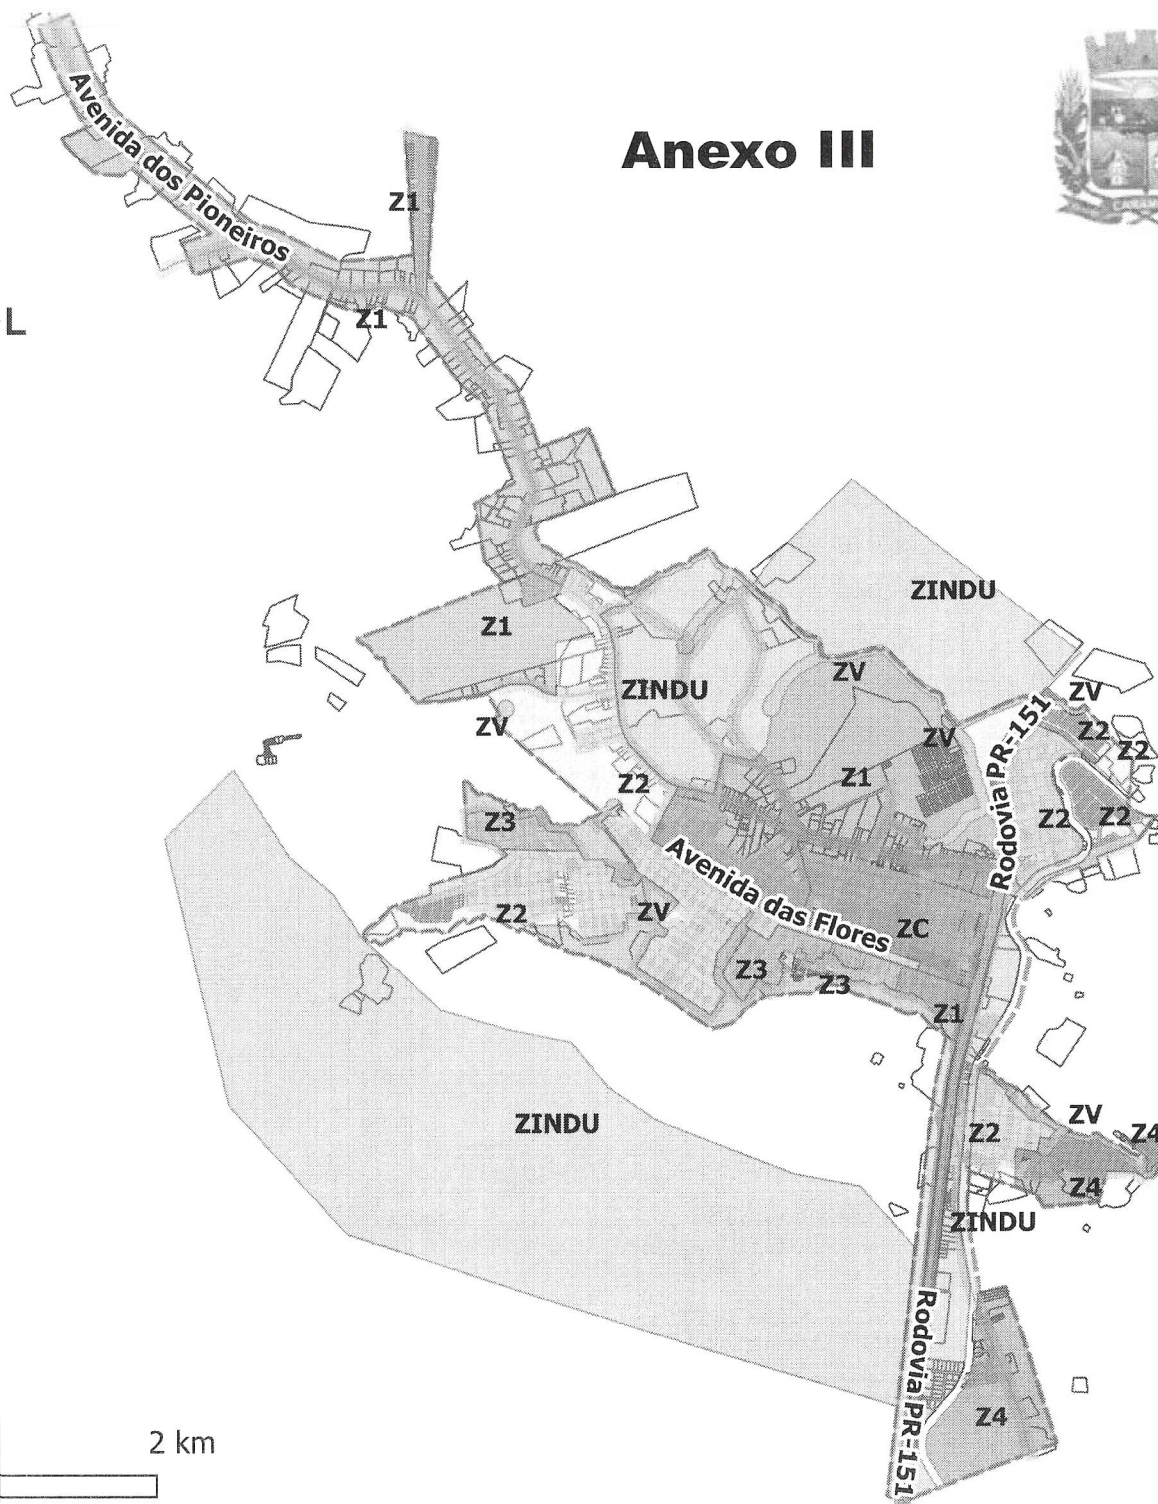 Anexo III
Avenida dos Pioneiros
Z1
Z1
L
ZINDU
Z1
ZV
ZINDU
ZV
Rodovia PR-151
ZV
ZV
Z2
Z2
Z1
Z2
Z3
Z2
Z2
Avenida das Flores
Z2
ZV
ZC
Z3
Z3
Z1
ZINDU
ZV
Z2
Z4
Z4
ZINDU
Rodovia PR-151
Z4
2 km